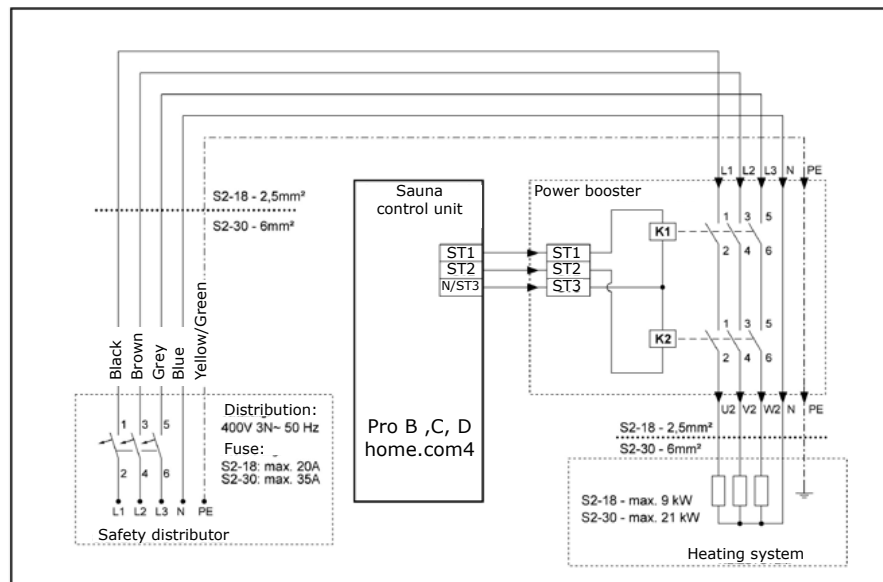 L1 L2 L3 N PE
S2-18 - 2,5mm²
S2-30 - 6mm²
Sauna
control unit
ST1
ST2
N/ST3
Pro B ,C, D
home.com4
Power booster
ST1
ST2
ST3
K1
1 3 5
2 4 6
K2
1 3 5
2 4 6
U2 V2 W2 N PE
Black
Brown
Grey
Blue
Yellow/Green
1 3 5
2 4 6
L1 L2 L3 N PE
Distribution:
400V 3N~ 50 Hz
Fuse:
S2-18: max. 20A
S2-30: max. 35A
Safety distributor
S2-18 - 2,5mm²
S2-30 - 6mm²
S2-18 - max. 9 kW
S2-30 - max. 21 kW
Heating system